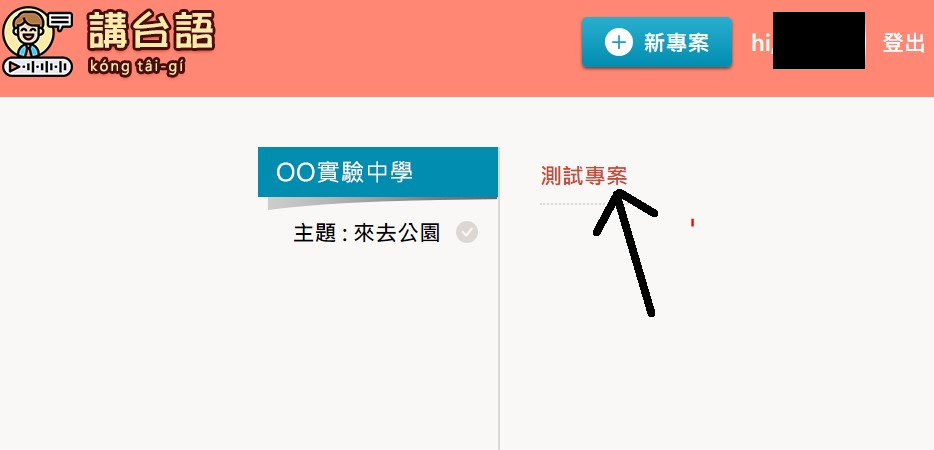 講台語
kóng tâi-gí
新專案
hi,
登出
OO實驗中學
測試專案
主題 : 來去公園